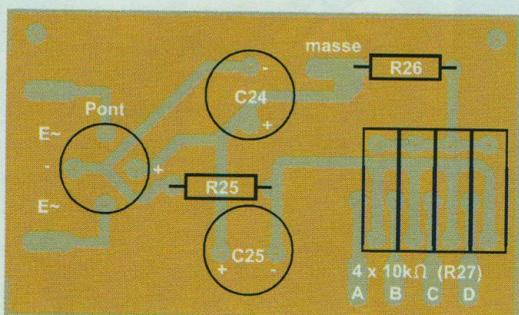 masse
R26
-
C24
Pont
+
E~
-
+
R25
E~
C25
+ -
4 x 10kΩ (R27)
A B C D